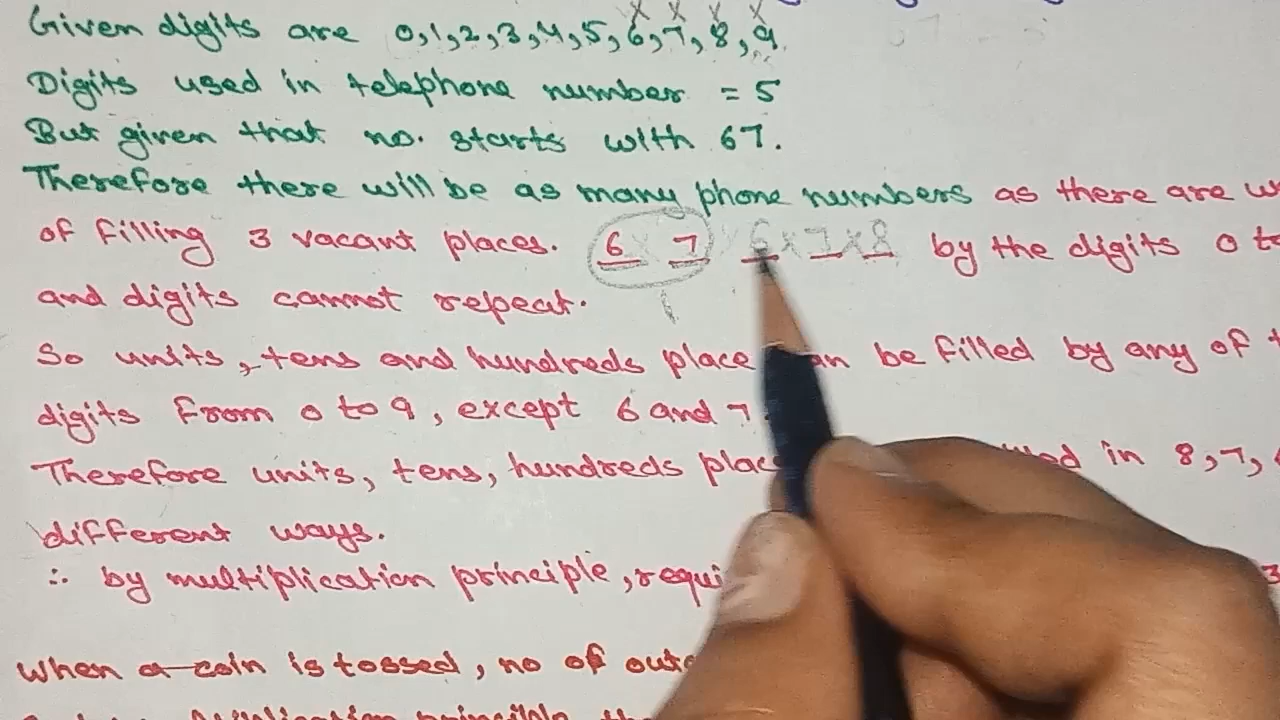 Given digits are 0,1,2,3,4,5,6,7,8,9
Digits used in telephone number = 5
But given that no. starts with 67.
Therefore there will be as many phone numbers as there are
of filling 3 vacant places. 6 7 6×7×8 by the digits 0
and digits cannot repeat.
So units, tens and hundreds place be filled by any of
digits from 0 to 9, except 6 and 7
Therefore units, tens, hundreds in 8,7,
different ways.
∴ by multiplication principle,
When a coin is tossed, no of